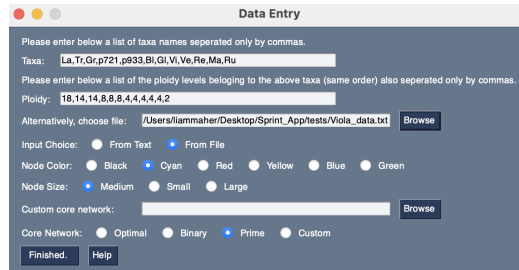 Data Entry
Please enter below a list of taxa names seperated only by commas.
Taxa: La,Tr,Gr,p721,p933,Bl,Gl,Vi,Ve,Re,Ma,Ru
Please enter below a list of the ploidy levels beloging to the above taxa (same order) also seperated only by commas.
Ploidy: 18,14,14,8,8,8,4,4,4,4,4,2
Alternatively, choose file: /Users/liammaher/Desktop/Sprint_App/tests/Viola_data.txt Browse
Input Choice: From Text From File
Node Color: Black Cyan Red Yellow Blue Green
Node Size: Medium Small Large
Custom core network: Browse
Core Network: Optimal Binary Prime Custom
Finished. Help